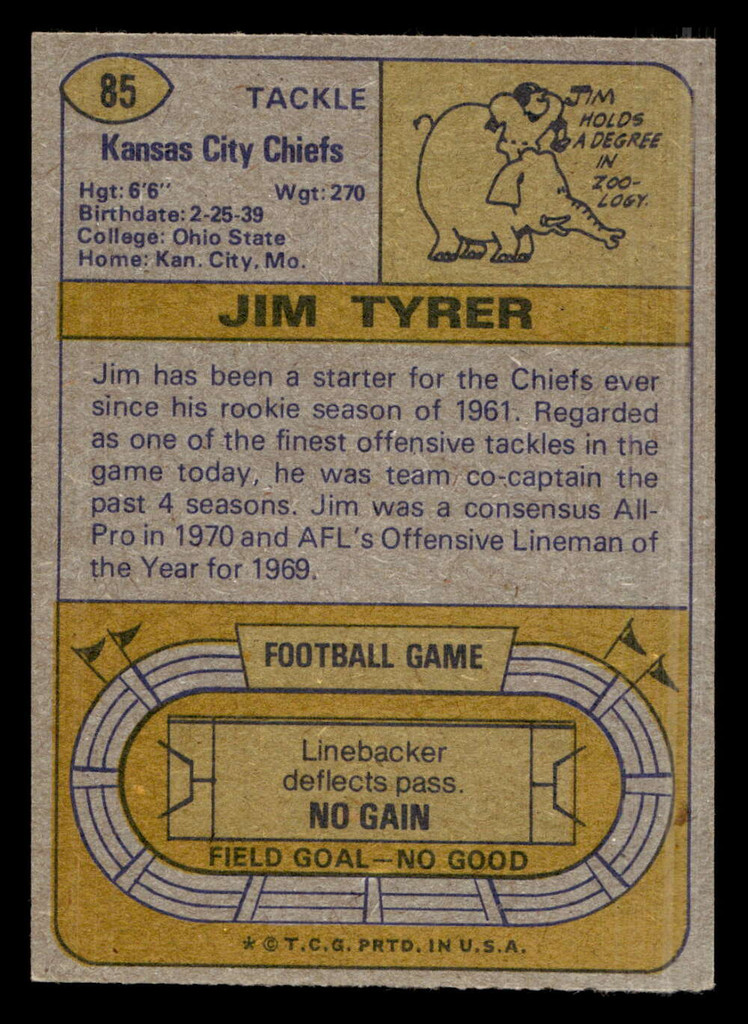 85
TACKLE
Kansas City Chiefs
Hgt: 6'6" Wgt: 270
Birthdate: 2-25-39
College: Ohio State
Home: Kan. City, Mo.
JIM
HOLDS
A DEGREE
IN
ZOO-
LOGY.
JIM TYRER
Jim has been a starter for the Chiefs ever
since his rookie season of 1961. Regarded
as one of the finest offensive tackles in the
game today, he was team co-captain the
past 4 seasons. Jim was a consensus All-
Pro in 1970 and AFL's Offensive Lineman of
the Year for 1969.
FOOTBALL GAME
Linebacker
deflects pass.
NO GAIN
FIELD GOAL—NO GOOD
* © T.C.G. PRTD. IN U.S.A.